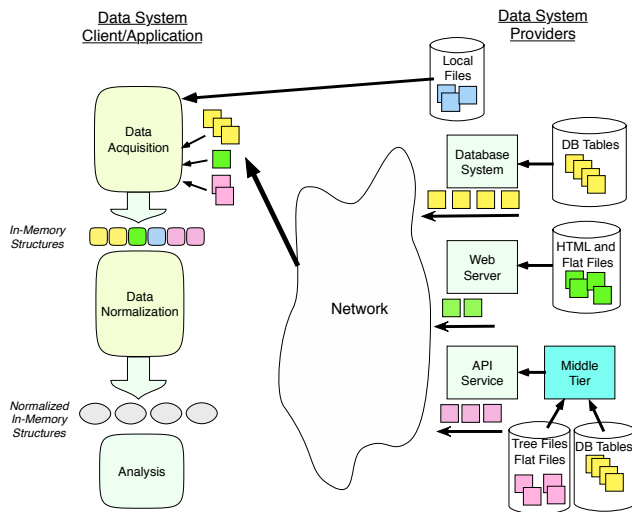 Data System
Client/Application
Data System
Providers
Local
Files
Data
Acquisition
Database
System
DB Tables
In-Memory
Structures
HTML and
Flat Files
Web
Server
Data
Normalization
Network
API
Service
Middle
Tier
Normalized
In-Memory
Structures
Tree Files
Flat Files
DB Tables
Analysis